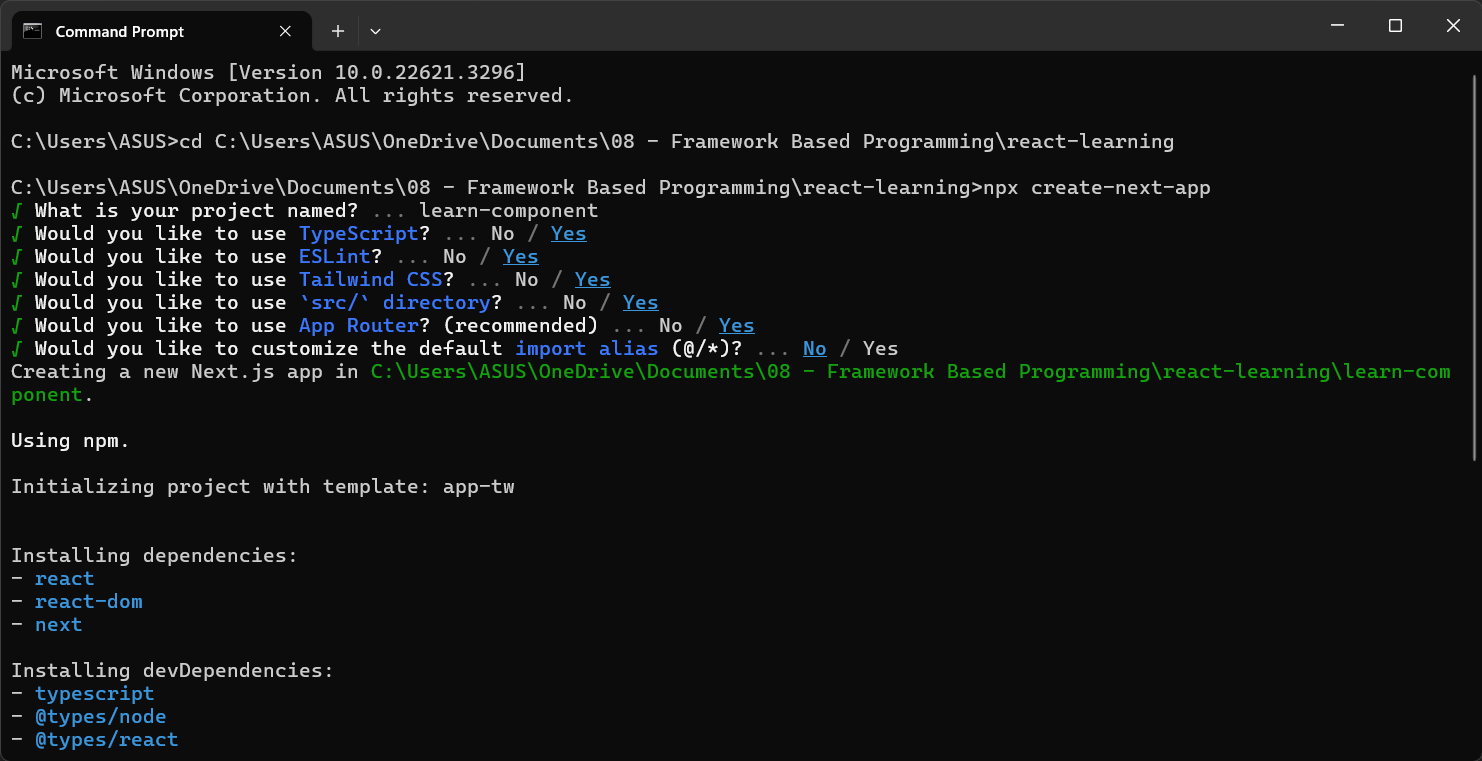 Command Prompt
Microsoft Windows [Version 10.0.22621.3296]
(c) Microsoft Corporation. All rights reserved.
C:\Users\ASUS>cd C:\Users\ASUS\OneDrive\Documents\08 - Framework Based Programming\react-learning
C:\Users\ASUS\OneDrive\Documents\08 - Framework Based Programming\react-learning>npx create-next-app
√ What is your project named? ... learn-component
√ Would you like to use TypeScript? ... No / Yes
√ Would you like to use ESLint? ... No / Yes
√ Would you like to use Tailwind CSS? ... No / Yes
√ Would you like to use `src/` directory? ... No / Yes
√ Would you like to use App Router? (recommended) ... No / Yes
√ Would you like to customize the default import alias (@/*)? ... No / Yes
Creating a new Next.js app in C:\Users\ASUS\OneDrive\Documents\08 - Framework Based Programming\react-learning\learn-com
ponent.
Using npm.
Initializing project with template: app-tw
Installing dependencies:
- react
- react-dom
- next
Installing devDependencies:
- typescript
- @types/node
- @types/react